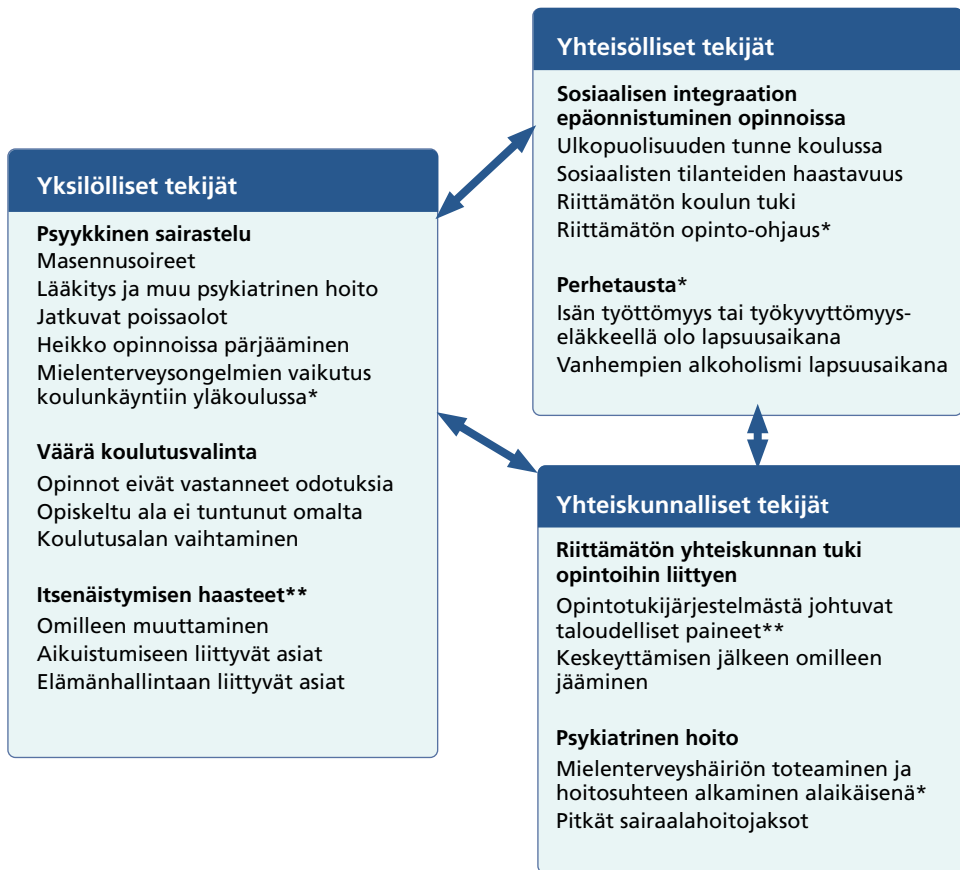 Yksilölliset tekijät
Psyykkinen sairastelu
Masennusoireet
Lääkitys ja muu psykiatrinen hoito
Jatkuvat poissaolot
Heikko opinnoissa pärjääminen
Mielenterveysongelmien vaikutus
koulunkäyntiin yläkoulussa*
Väärä koulutusvalinta
Opinnot eivät vastanneet odotuksia
Opiskeltu ala ei tuntunut omalta
Koulutusalan vaihtaminen
Itsenäistymisen haasteet**
Omilleen muuttaminen
Aikuistumiseen liittyvät asiat
Elämänhallintaan liittyvät asiat
Yhteisölliset tekijät
Sosiaalisen integraation
epäonnistuminen opinnoissa
Ulkopuolisuuden tunne koulussa
Sosiaalisten tilanteiden haastavuus
Riittämätön koulun tuki
Riittämätön opinto-ohjaus*
Perhetausta*
Isän työttömyys tai työkyvyttömyys-
eläkkeellä olo lapsuusaikana
Vanhempien alkoholismi lapsuusaikana
Yhteiskunnalliset tekijät
Riittämätön yhteiskunnan tuki
opintoihin liittyen
Opintotukijärjestelmästä johtuvat
taloudelliset paineet**
Keskeyttämisen jälkeen omilleen
jääminen
Psykiatrinen hoito
Mielenterveyshäiriön toteaminen ja
hoitosuhteen alkaminen alaikäisenä*
Pitkät sairaalahoitojaksot